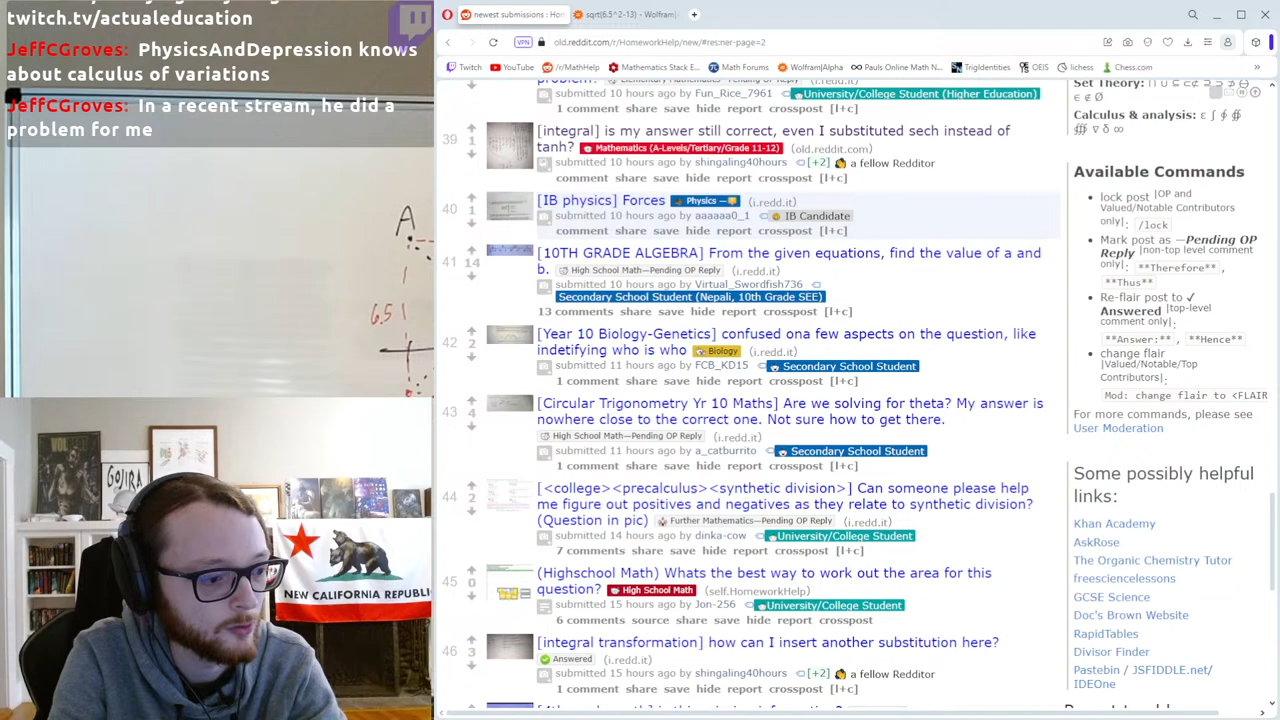 twitch.tv/actualeducation
JeffCGroves: PhysicsAndDepression knows
about calculus of variations
JeffCGroves: In a recent stream, he did a
problem for me
A
6.5
VOLBEAT
GOJIRA
NEW CALIFORNIA REPUBLIC
newest submissions : Hom
sqrt(6.5^2-13) - Wolfram|
VPN
old.reddit.com/r/HomeworkHelp/new/#res:ner-page=2
Twitch
YouTube
/r/MathHelp
Mathematics Stack E...
Math Forums
Wolfram|Alpha
Pauls Online Math N...
TrigIdentities
OEIS
lichess
Chess.com
submitted 10 hours ago by Fun_Rice_7961 University/College Student (Higher Education)
1 comment share save hide report crosspost [l+c]
39
1
[integral] is my answer still correct, even I substituted sech instead of
tanh? Mathematics (A-Levels/Tertiary/Grade 11-12) (old.reddit.com)
submitted 10 hours ago by shingaling40hours [+2] a fellow Redditor
comment share save hide report crosspost [l+c]
40
1
[IB physics] Forces Physics — (i.redd.it)
submitted 10 hours ago by aaaaaa0_1 IB Candidate
comment share save hide report crosspost [l+c]
41
14
[10TH GRADE ALGEBRA] From the given equations, find the value of a and
b. High School Math—Pending OP Reply (i.redd.it)
submitted 10 hours ago by Virtual_Swordfish736
Secondary School Student (Nepali, 10th Grade SEE)
13 comments share save hide report crosspost [l+c]
42
2
[Year 10 Biology-Genetics] confused ona few aspects on the question, like
indetifying who is who Biology (i.redd.it)
submitted 11 hours ago by FCB_KD15 Secondary School Student
1 comment share save hide report crosspost [l+c]
43
4
[Circular Trigonometry Yr 10 Maths] Are we solving for theta? My answer is
nowhere close to the correct one. Not sure how to get there.
High School Math—Pending OP Reply (i.redd.it)
submitted 11 hours ago by a_catburrito Secondary School Student
1 comment share save hide report crosspost [l+c]
44
2
[<college><precalculus><synthetic division>] Can someone please help
me figure out positives and negatives as they relate to synthetic division?
(Question in pic) Further Mathematics—Pending OP Reply (i.redd.it)
submitted 14 hours ago by dinka-cow University/College Student
7 comments share save hide report crosspost [l+c]
45
0
(Highschool Math) Whats the best way to work out the area for this
question? High School Math (self.HomeworkHelp)
submitted 15 hours ago by Jon-256 University/College Student
6 comments source share save hide report crosspost
46
3
[integral transformation] how can I insert another substitution here?
Answered (i.redd.it)
submitted 15 hours ago by shingaling40hours [+2] a fellow Redditor
1 comment share save hide report crosspost [l+c]
Calculus & analysis: ε ∫ ∮ ∯
∰ ∇ δ ∞
Available Commands
lock post |OP and
Valued/Notable Contributors
only|: /lock
Mark post as —Pending OP
Reply |non-top level comment
only|: **Therefore**,
**Thus**
Re-flair post to ✓
Answered |top-level
comment only|:
**Answer:**, **Hence**
change flair
|Valued/Notable/Top
Contributors|:
Mod: change flair to <FLAIR
For more commands, please see
User Moderation
Some possibly helpful
links:
Khan Academy
AskRose
The Organic Chemistry Tutor
freesciencelessons
GCSE Science
Doc's Brown Website
RapidTables
Divisor Finder
Pastebin / JSFIDDLE.net/
IDEOne